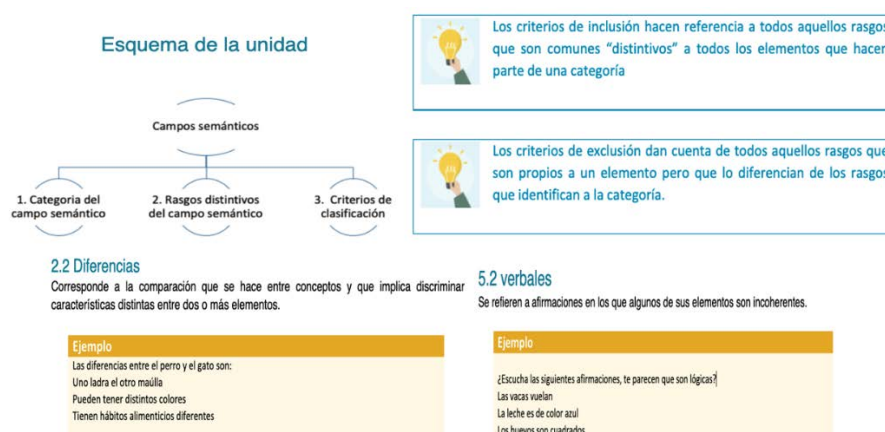 Esquema de la unidad
Campos semánticos
1. Categoria del
campo semántico
2. Rasgos distintivos
del campo semántico
3. Criterios de
clasificación
Los criterios de inclusión hacen referencia a todos aquellos rasgos
que son comunes “distintivos” a todos los elementos que hacen
parte de una categoría
Los criterios de exclusión dan cuenta de todos aquellos rasgos que
son propios a un elemento pero que lo diferencian de los rasgos
que identifican a la categoría.
2.2 Diferencias
Corresponde a la comparación que se hace entre conceptos y que implica discriminar
características distintas entre dos o más elementos.
Ejemplo
Las diferencias entre el perro y el gato son:
Uno ladra el otro maúlla
Pueden tener distintos colores
Tienen hábitos alimenticios diferentes
5.2 verbales
Se refieren a afirmaciones en los que algunos de sus elementos son incoherentes.
Ejemplo
¿Escucha las siguientes afirmaciones, te parecen que son lógicas?
Las vacas vuelan
La leche es de color azul
Los huevos son cuadrados